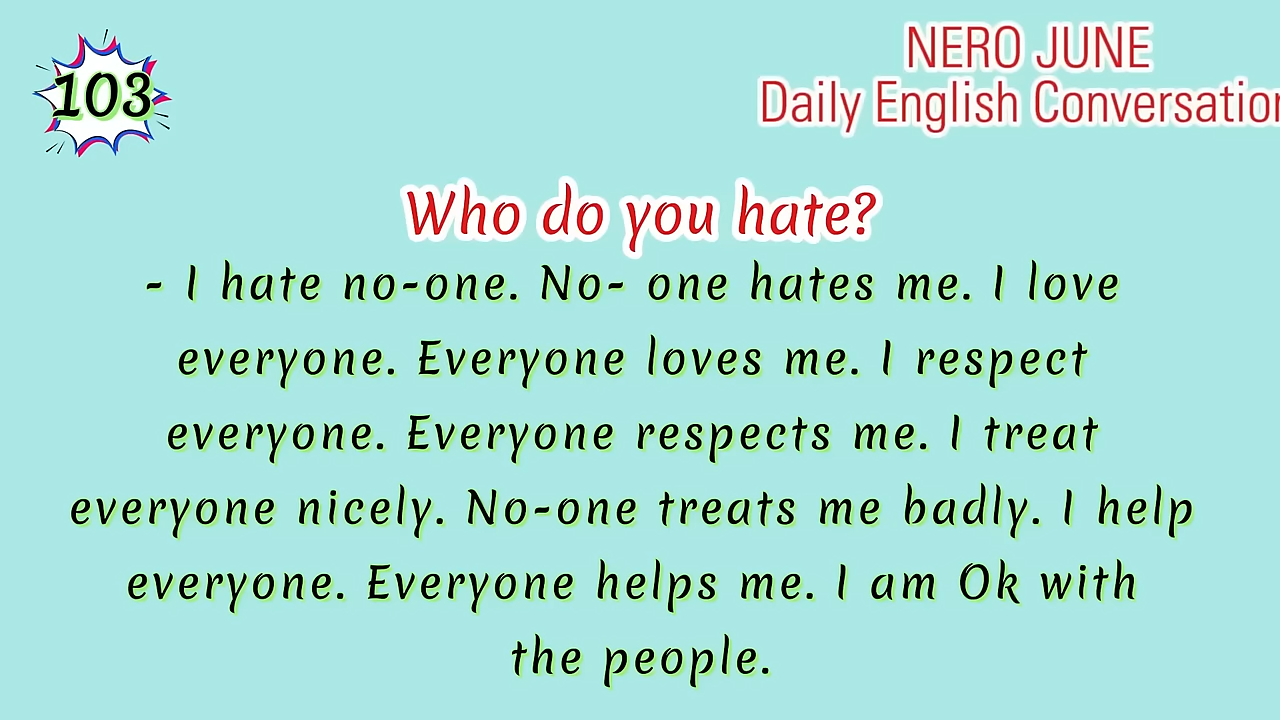 103
NERO JUNE
Daily English Conversation
Who do you hate?
- I hate no-one. No- one hates me. I love
everyone. Everyone loves me. I respect
everyone. Everyone respects me. I treat
everyone nicely. No-one treats me badly. I help
everyone. Everyone helps me. I am Ok with
the people.